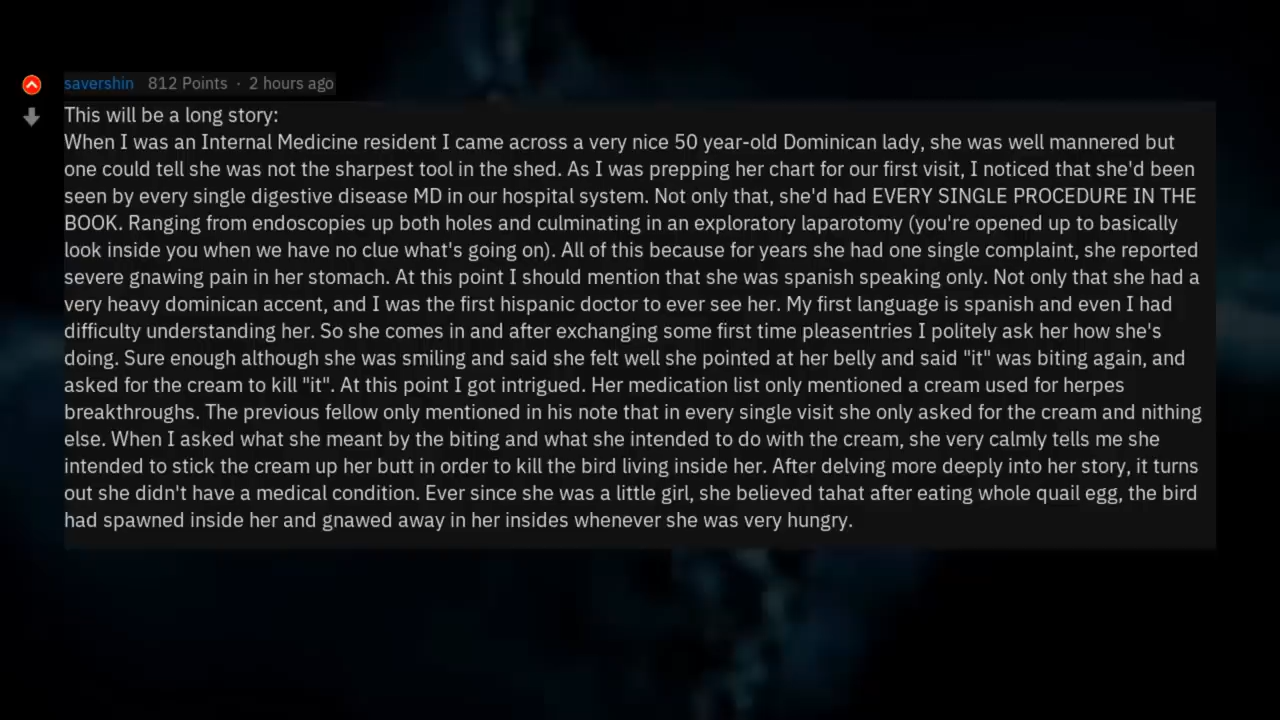 savershin 812 Points · 2 hours ago
This will be a long story:
When I was an Internal Medicine resident I came across a very nice 50 year-old Dominican lady, she was well mannered but
one could tell she was not the sharpest tool in the shed. As I was prepping her chart for our first visit, I noticed that she'd been
seen by every single digestive disease MD in our hospital system. Not only that, she'd had EVERY SINGLE PROCEDURE IN THE
BOOK. Ranging from endoscopies up both holes and culminating in an exploratory laparotomy (you're opened up to basically
look inside you when we have no clue what's going on). All of this because for years she had one single complaint, she reported
severe gnawing pain in her stomach. At this point I should mention that she was spanish speaking only. Not only that she had a
very heavy dominican accent, and I was the first hispanic doctor to ever see her. My first language is spanish and even I had
difficulty understanding her. So she comes in and after exchanging some first time pleasentries I politely ask her how she's
doing. Sure enough although she was smiling and said she felt well she pointed at her belly and said "it" was biting again, and
asked for the cream to kill "it". At this point I got intrigued. Her medication list only mentioned a cream used for herpes
breakthroughs. The previous fellow only mentioned in his note that in every single visit she only asked for the cream and nithing
else. When I asked what she meant by the biting and what she intended to do with the cream, she very calmly tells me she
intended to stick the cream up her butt in order to kill the bird living inside her. After delving more deeply into her story, it turns
out she didn't have a medical condition. Ever since she was a little girl, she believed tahat after eating whole quail egg, the bird
had spawned inside her and gnawed away in her insides whenever she was very hungry.